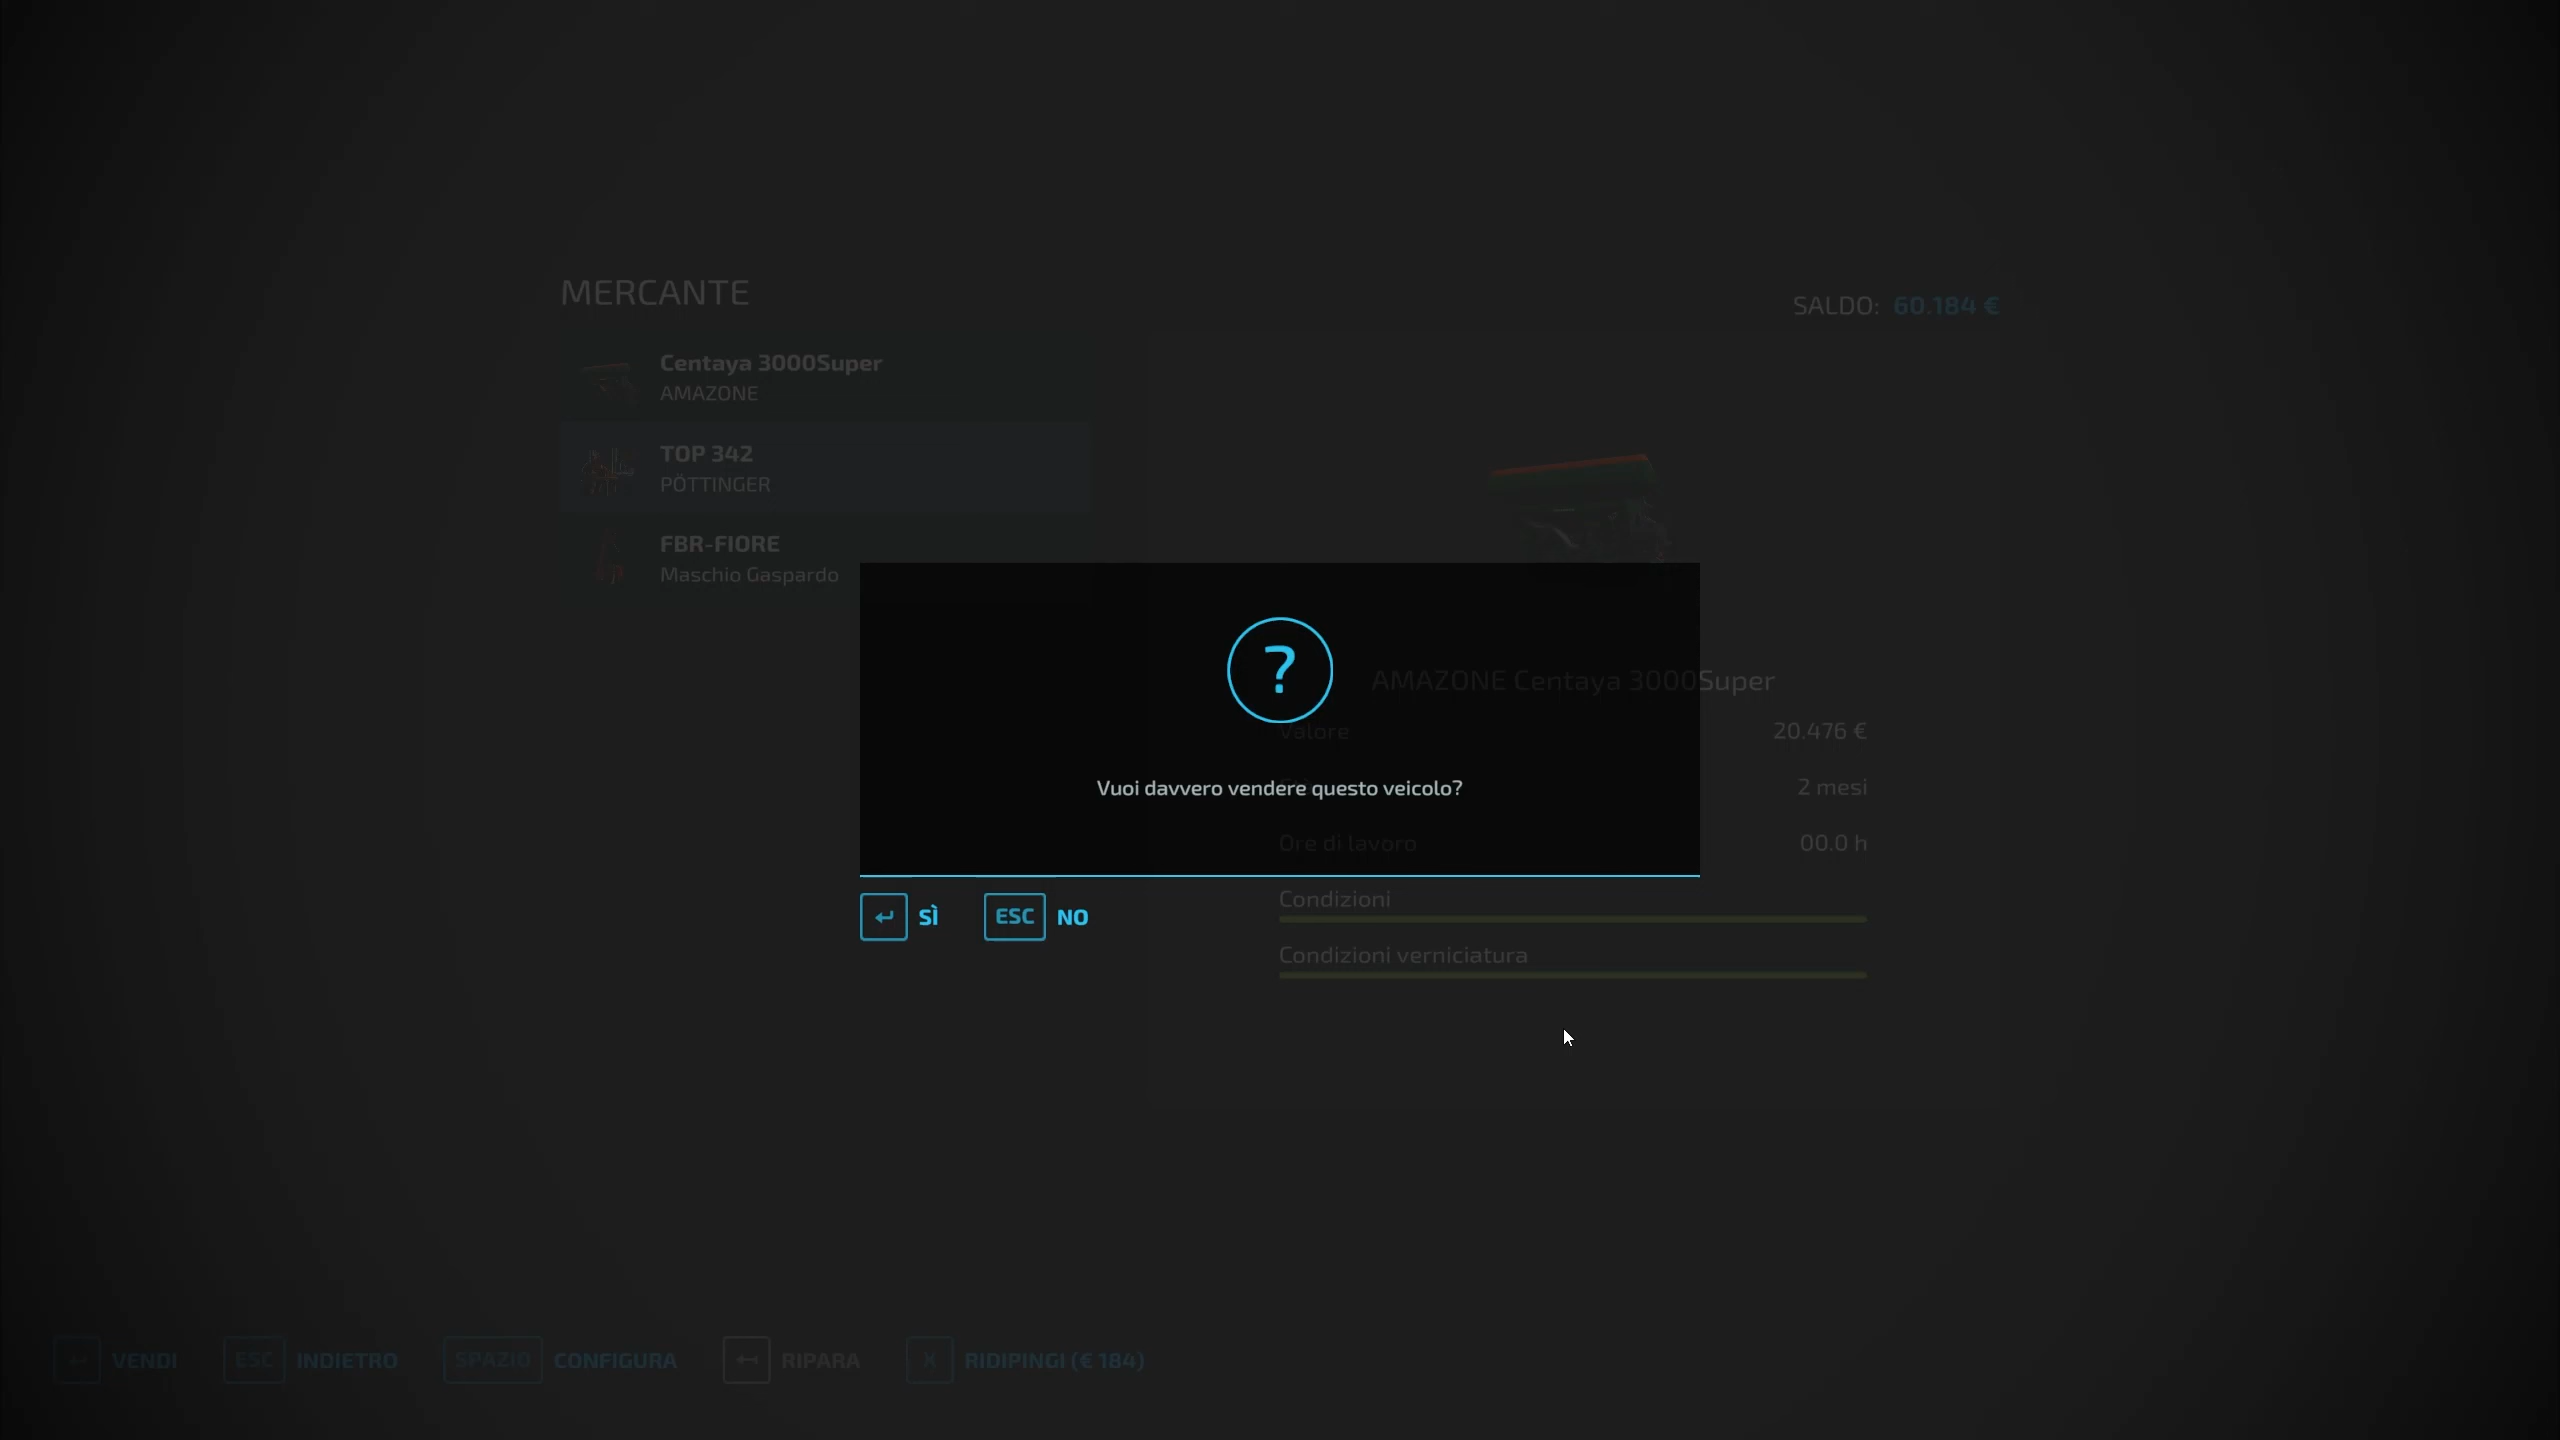 MERCANTE
SALDO: 60.184 €
Centaya 3000Super
AMAZONE
TOP 342
PÖTTINGER
FBR-FIORE
Maschio Gaspardo
?
AMAZONE Centaya 3000Super
Valore 20.476 €
Vuoi davvero vendere questo veicolo?
2 mesi
Ore di lavoro 00.0 h
Condizioni
↵ SÌ ESC NO
Condizioni verniciatura
VENDI ESC INDIETRO SPAZIO CONFIGURA RIPARA X RIDIPINGI (€ 184)